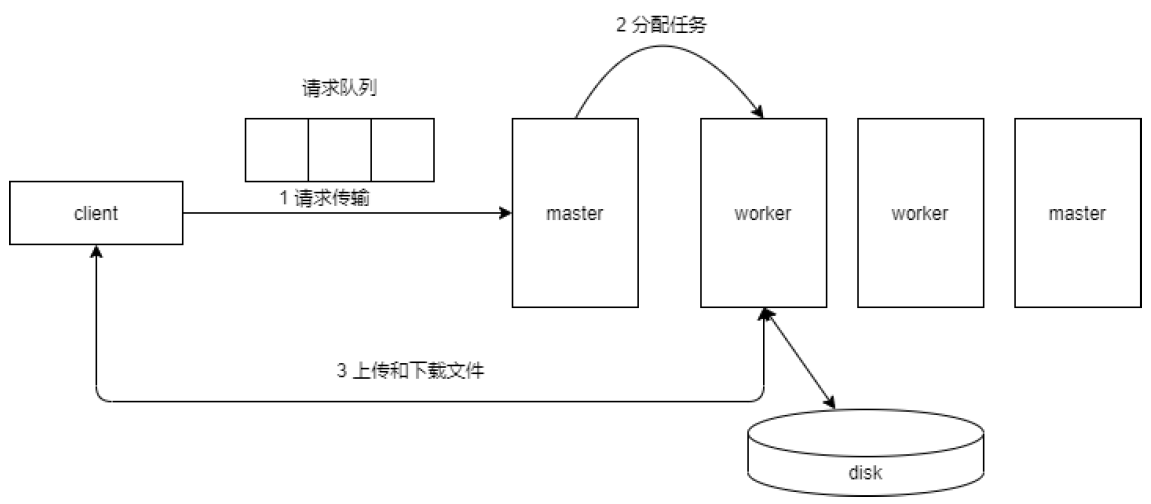 2 分配任务
请求队列
1 请求传输
client
master
worker
worker
master
3 上传和下载文件
disk